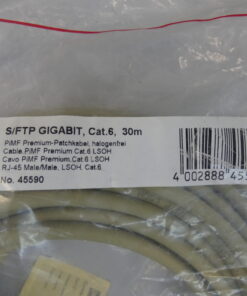 S/FTP GIGABIT, Cat.6, 30m
PiMF Premium-Patchkabel, halogenfrei
Cable,PiMF Premium Cat.6 LSOH
Cavo PiMF Premium,Cat.6 LSOH
RJ-45 Male/Male, LSOH, Cat.6,
No. 45590
4 002888 455